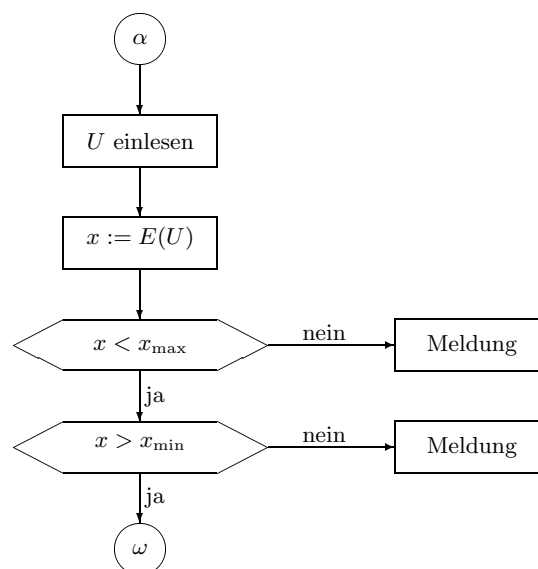 α
U einlesen
x := E(U)
x < x_max
nein
Meldung
ja
x > x_min
nein
Meldung
ja
ω